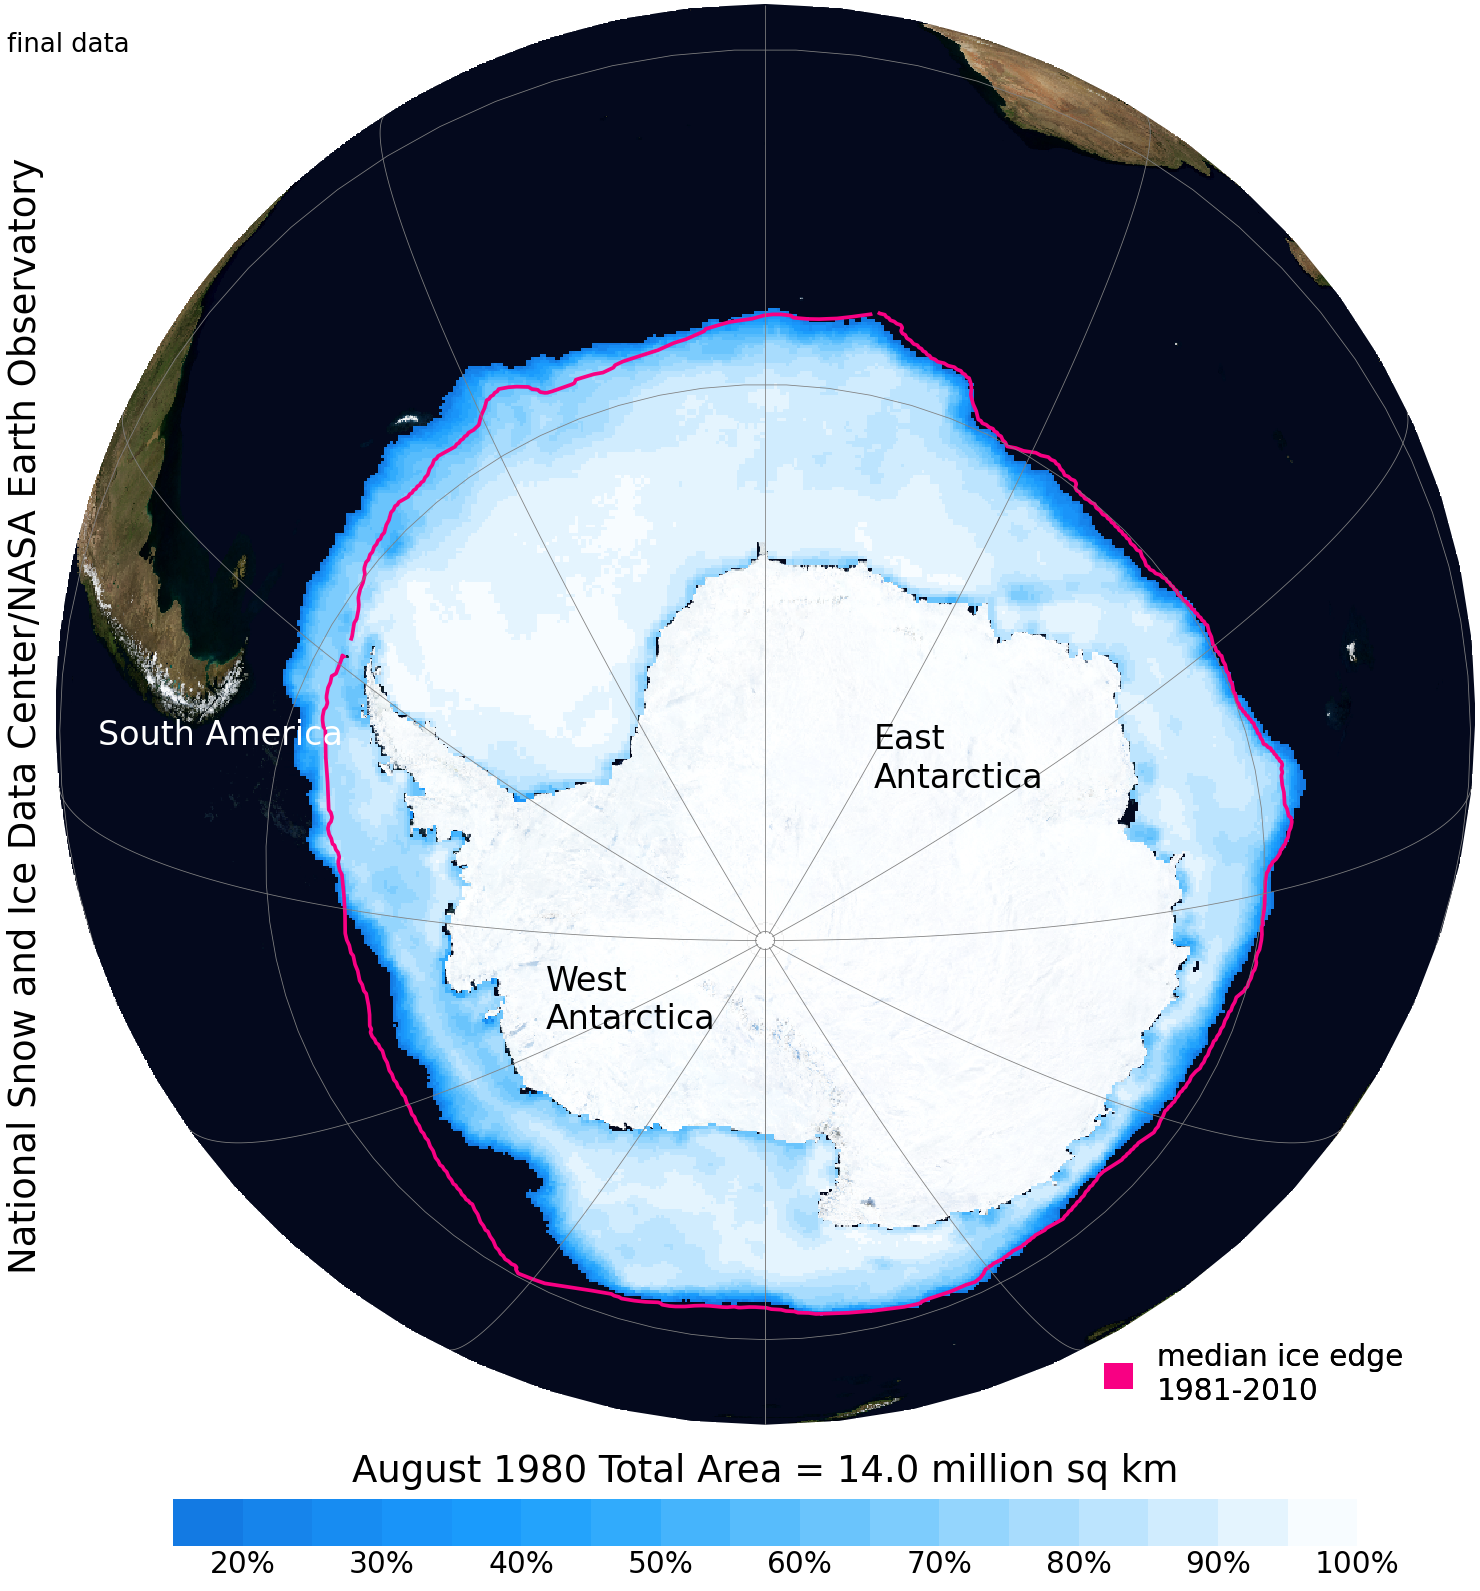 final data
National Snow and Ice Data Center/NASA Earth Observatory
South America
East
Antarctica
West
Antarctica
median ice edge
1981-2010
August 1980 Total Area = 14.0 million sq km
20% 30% 40% 50% 60% 70% 80% 90% 100%